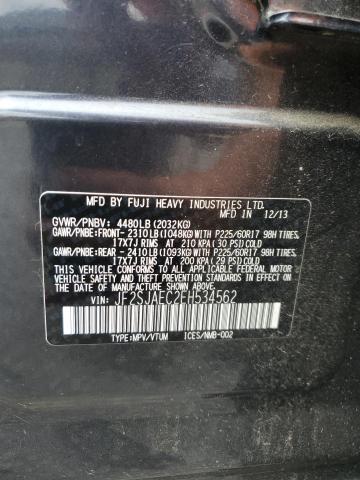 MFD BY FUJI HEAVY INDUSTRIES LTD.
12/13
GVWR/PNBV: 4480LB(2032KG)
GAWR/PNBE:FRONT-2310LB(1048KG)WITH P225/60R17 98H TIRES,
17X7J RIMS AT 210 KPA(30 PSI)COLD
GAWR/PNBE:REAR -2410LB(1093KG)WITH P225/60R17 98H TIRES,
17X7J RIMS AT 200 KPA(29 PSI)COLD
THIS VEHICLE CONFORMS TO ALL APPLICABLE FEDERAL MOTOR
VEHICLE SAFETY AND THEFT PREVENTION STANDARDS IN
EFFECT ON THE DATE OF MANUFACTURE SHOWN ABOVE.
VIN: JF2SJAEC2EH534562
TYPE:MPV/VTUM ICES/NMB-002